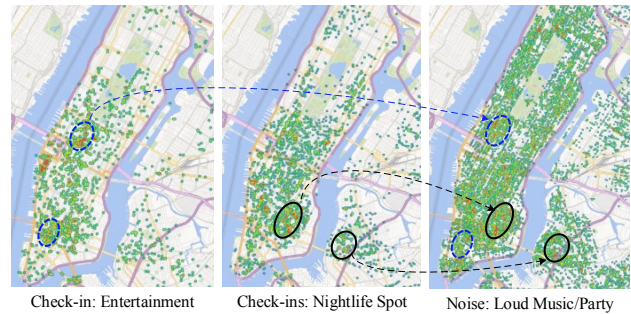 Check-in: Entertainment
Check-ins: Nightlife Spot
Noise: Loud Music/Party